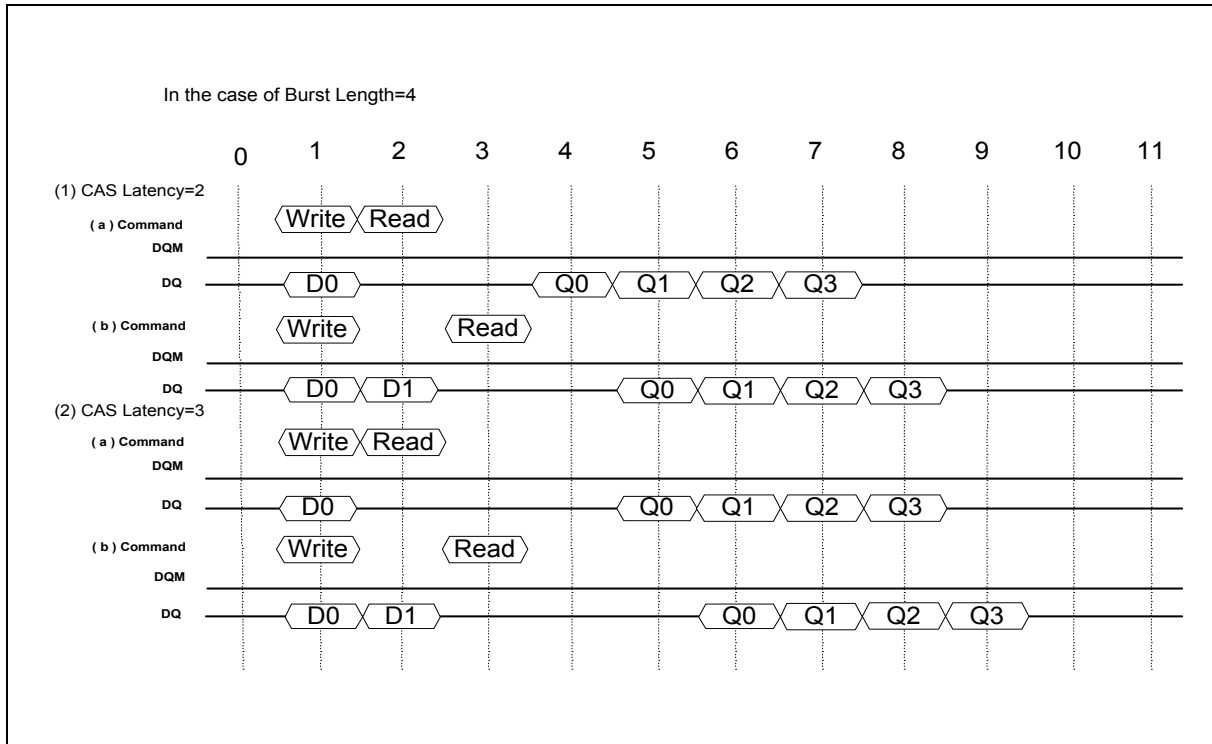 In the case of Burst Length=4
0 1 2 3 4 5 6 7 8 9 10 11
(1) CAS Latency=2
( a ) Command Write Read
DQM
DQ D0 Q0 Q1 Q2 Q3
( b ) Command Write Read
DQM
DQ D0 D1 Q0 Q1 Q2 Q3
(2) CAS Latency=3
( a ) Command Write Read
DQM
DQ D0 Q0 Q1 Q2 Q3
( b ) Command Write Read
DQM
DQ D0 D1 Q0 Q1 Q2 Q3